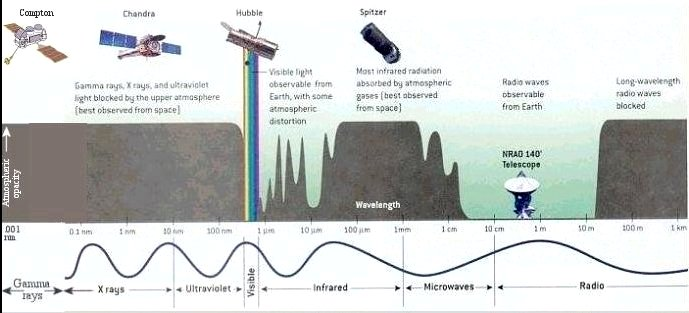 Compton
Chandra
Hubble
Spitzer
Gamma rays, X rays, and ultraviolet
light blocked by the upper atmosphere
(best observed from space)
Visible light
observable from
Earth, with some
atmospheric
distortion
Most infrared radiation
absorbed by atmospheric
gases (best observed
from space)
Radio waves
observable
from Earth
Long-wavelength
radio waves
blocked
Atmospheric
opacity
NRAO 140'
Telescope
Wavelength
.001
nm
0.1 nm
1 nm
10 nm
100 nm
1 μm
10 μm
100 μm
1mm
1 cm
10 cm
1 m
10 m
100 m
1 km
Gamma
rays
X rays
Ultraviolet
Visible
Infrared
Microwaves
Radio